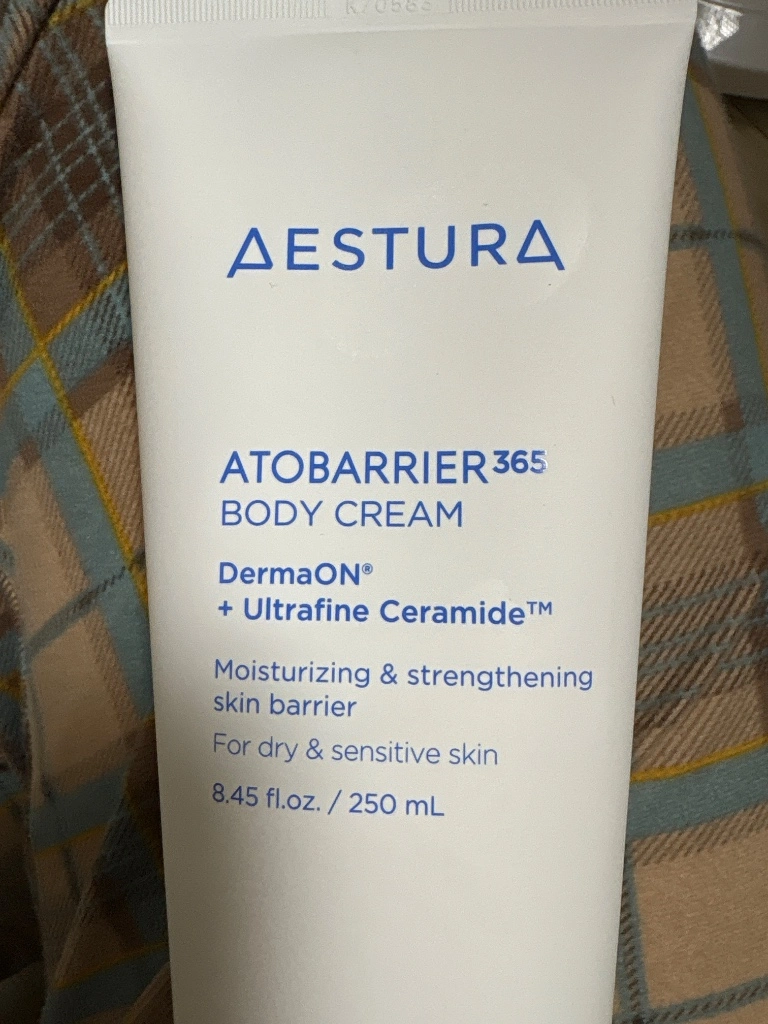 AESTURA
ATOBARRIER365
BODY CREAM
DermaON®
+ Ultrafine Ceramide™
Moisturizing & strengthening
skin barrier
For dry & sensitive skin
8.45 fl.oz. / 250 mL